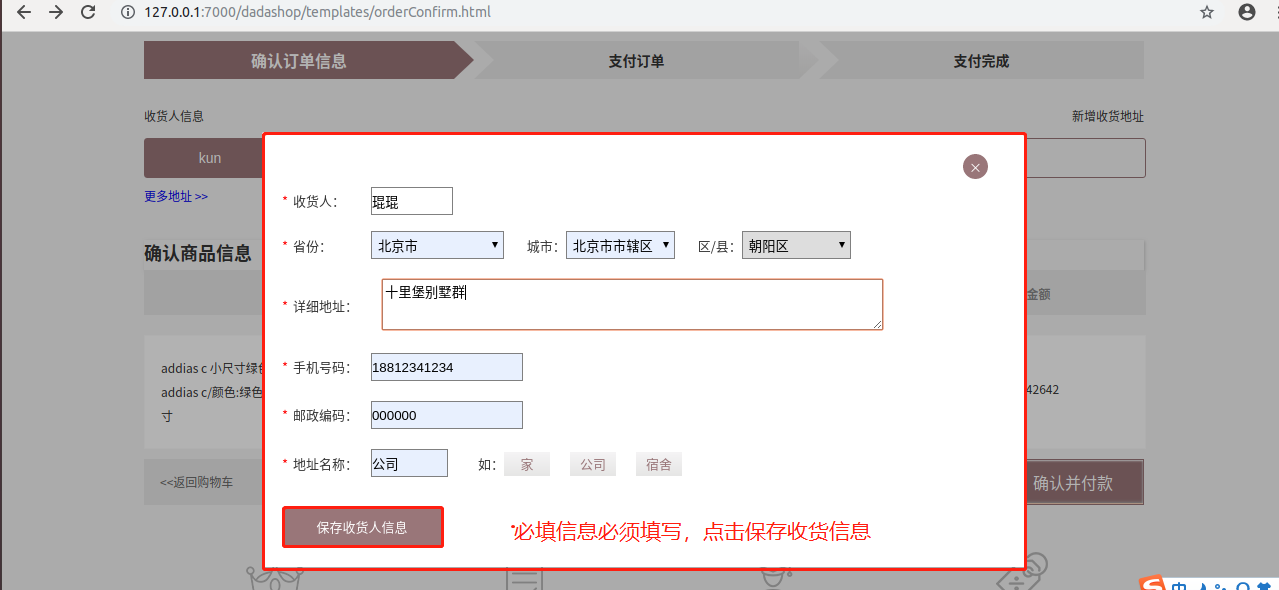 127.0.0.1:7000/dadashop/templates/orderConfirm.html
确认订单信息 支付订单 支付完成
收货人信息 新增收货地址
kun
更多地址 >>
×
* 收货人： 琨琨
* 省份： 北京市 城市： 北京市市辖区 区/县： 朝阳区
确认商品信息
* 详细地址： 十里堡别墅群
金额
* 手机号码： 18812341234
addias c 小尺寸绿色
addias c/颜色:绿色
寸
42642
* 邮政编码： 000000
* 地址名称： 公司 如： 家 公司 宿舍
<<返回购物车 确认并付款
保存收货人信息 *必填信息必须填写，点击保存收货信息
中